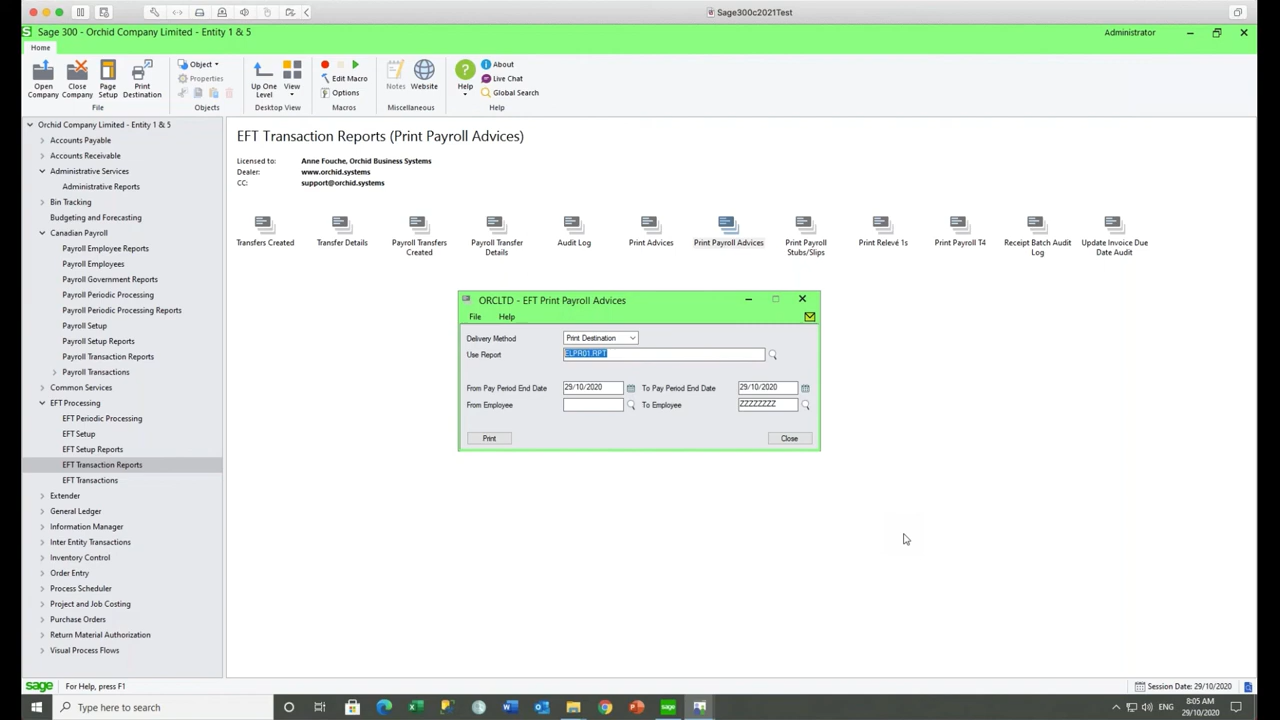 Sage300c2021Test
Sage 300 - Orchid Company Limited - Entity 1 & 5
Administrator
Home
Open Company
Close Company
Page Setup
Print Destination
File
Object
Properties
Objects
Up One Level
View
Desktop View
Edit Macro
Options
Macros
Notes
Website
Miscellaneous
Help
About
Live Chat
Global Search
Help
Orchid Company Limited - Entity 1 & 5
Accounts Payable
Accounts Receivable
Administrative Services
Administrative Reports
Bin Tracking
Budgeting and Forecasting
Canadian Payroll
Payroll Employee Reports
Payroll Employees
Payroll Government Reports
Payroll Periodic Processing
Payroll Periodic Processing Reports
Payroll Setup
Payroll Setup Reports
Payroll Transaction Reports
Payroll Transactions
Common Services
EFT Processing
EFT Periodic Processing
EFT Setup
EFT Setup Reports
EFT Transaction Reports
EFT Transactions
Extender
General Ledger
Information Manager
Inter Entity Transactions
Inventory Control
Order Entry
Process Scheduler
Project and Job Costing
Purchase Orders
Return Material Authorization
Visual Process Flows
EFT Transaction Reports (Print Payroll Advices)
Licensed to: Anne Fouche, Orchid Business Systems
Dealer: www.orchid.systems
CC: support@orchid.systems
Transfers Created
Transfer Details
Payroll Transfers Created
Payroll Transfer Details
Audit Log
Print Advices
Print Payroll Advices
Print Payroll Stubs/Slips
Print Relevé 1s
Print Payroll T4
Receipt Batch Audit Log
Update Invoice Due Date Audit
ORCLTD - EFT Print Payroll Advices
File Help
Delivery Method Print Destination
Use Report ELPR01.RPT
From Pay Period End Date 29/10/2020 To Pay Period End Date 29/10/2020
From Employee To Employee ZZZZZZZZ
Print Close
sage For Help, press F1
Session Date: 29/10/2020
Type here to search
sage
ENG
8:05 AM
29/10/2020